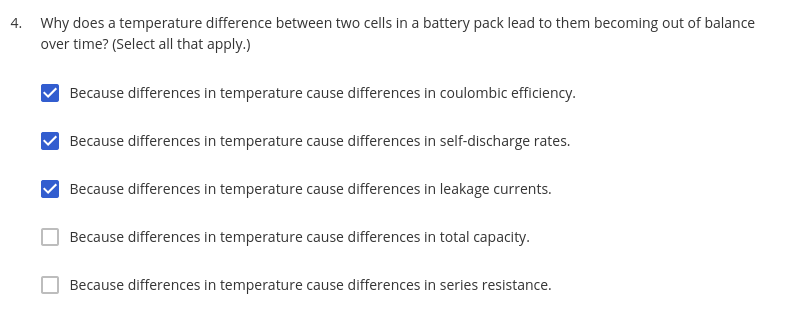 4. Why does a temperature difference between two cells in a battery pack lead to them becoming out of balance
over time? (Select all that apply.)
Because differences in temperature cause differences in coulombic efficiency.
Because differences in temperature cause differences in self-discharge rates.
Because differences in temperature cause differences in leakage currents.
Because differences in temperature cause differences in total capacity.
Because differences in temperature cause differences in series resistance.